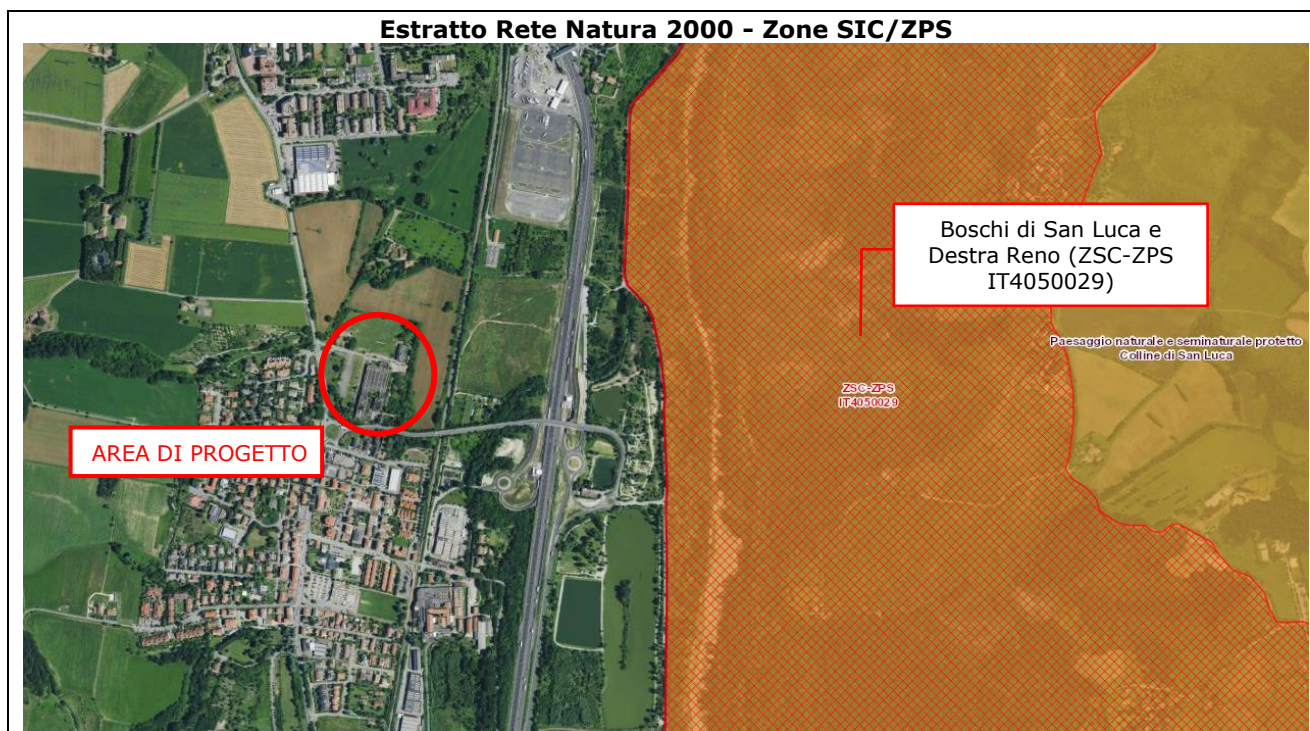 Estratto Rete Natura 2000 - Zone SIC/ZPS
Boschi di San Luca e
Destra Reno (ZSC-ZPS
IT4050029)
Paesaggio naturale e seminaturale protetto
Colline di San Luca
ZSC-ZPS
IT4050029
AREA DI PROGETTO